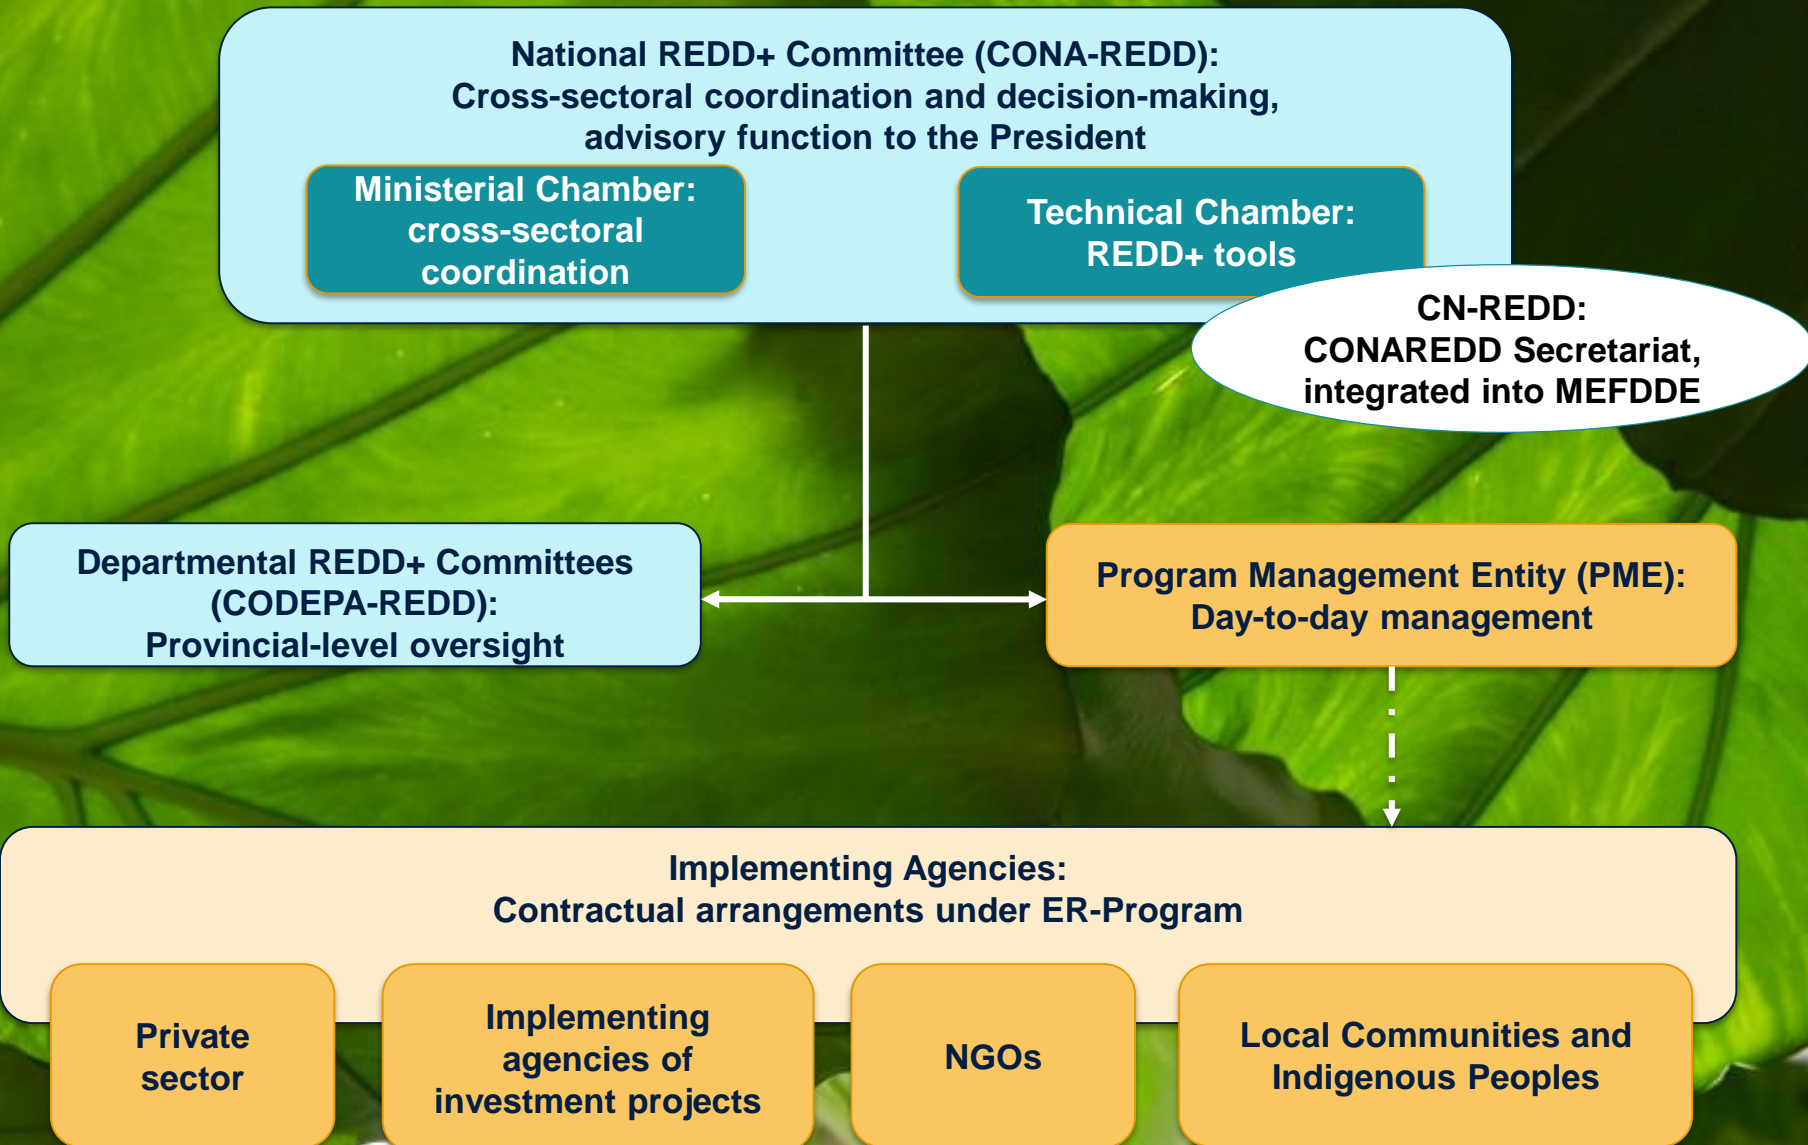 National REDD+ Committee (CONA-REDD):
Cross-sectoral coordination and decision-making,
advisory function to the President
Ministerial Chamber:
cross-sectoral
coordination
Technical Chamber:
REDD+ tools
CN-REDD:
CONAREDD Secretariat,
integrated into MEFDDE
Departmental REDD+ Committees
(CODEPA-REDD):
Provincial-level oversight
Program Management Entity (PME):
Day-to-day management
Implementing Agencies:
Contractual arrangements under ER-Program
Private
sector
Implementing
agencies of
investment projects
NGOs
Local Communities and
Indigenous Peoples